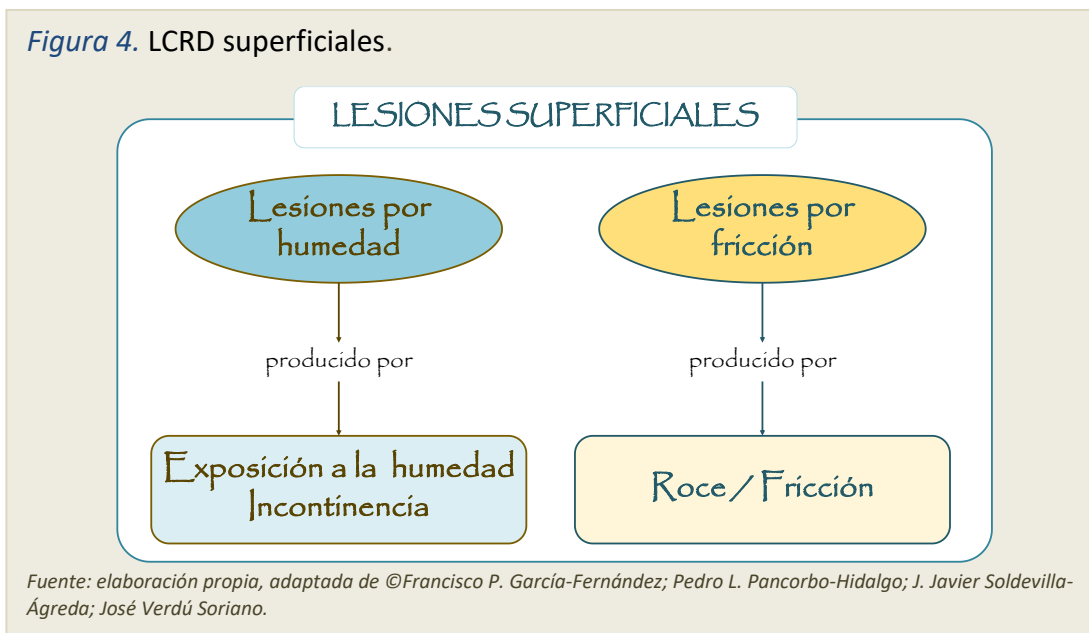 Figura 4. LCRD superficiales.
LESIONES SUPERFICIALES
Lesiones por
humedad
producido por
Exposición a la humedad
Incontinencia
Lesiones por
fricción
producido por
Roce / Fricción
Fuente: elaboración propia, adaptada de ©Francisco P. García-Fernández; Pedro L. Pancorbo-Hidalgo; J. Javier Soldevilla-
Ágreda; José Verdú Soriano.